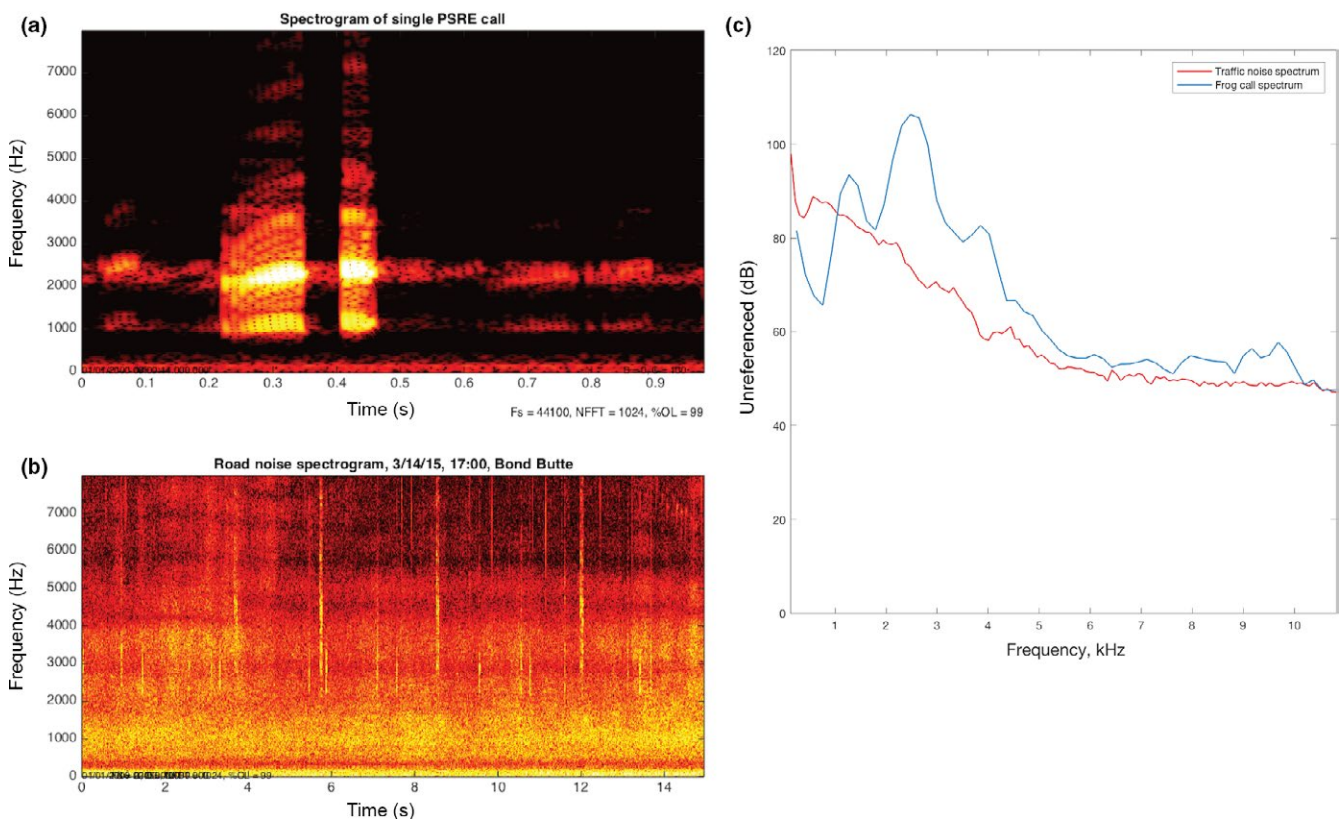 (a)
Spectrogram of single PSRE call
Frequency (Hz)
7000
6000
5000
4000
3000
2000
1000
0
0 0.1 0.2 0.3 0.4 0.5 0.6 0.7 0.8 0.9
Time (s)
Fs = 44100, NFFT = 1024, %OL = 99
(b)
Road noise spectrogram, 3/14/15, 17:00, Bond Butte
Frequency (Hz)
7000
6000
5000
4000
3000
2000
1000
0
0 2 4 6 8 10 12 14
Time (s)
(c)
Traffic noise spectrum
Frog call spectrum
Unreferenced (dB)
120
100
80
60
40
20
0
1 2 3 4 5 6 7 8 9 10
Frequency, kHz